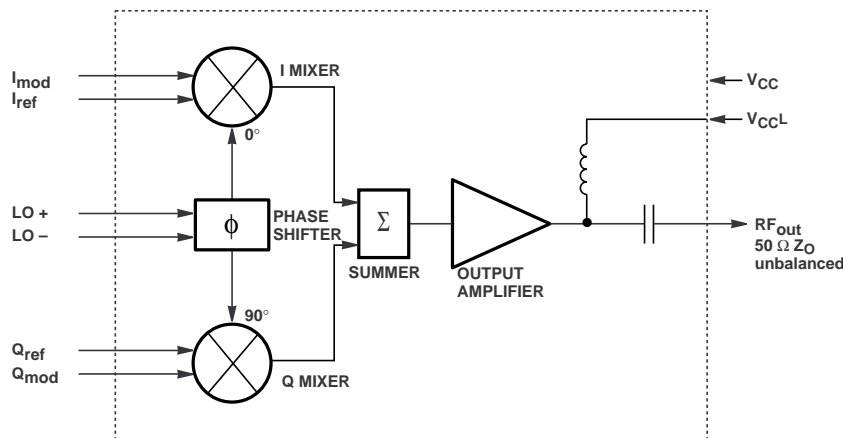 I MIXER
Imod
Iref
VCC
VCCL
0°
LO +
LO –
ϕ
PHASE
SHIFTER
Σ
SUMMER
OUTPUT
AMPLIFIER
RFout
50 Ω ZO
unbalanced
90°
Qref
Qmod
Q MIXER